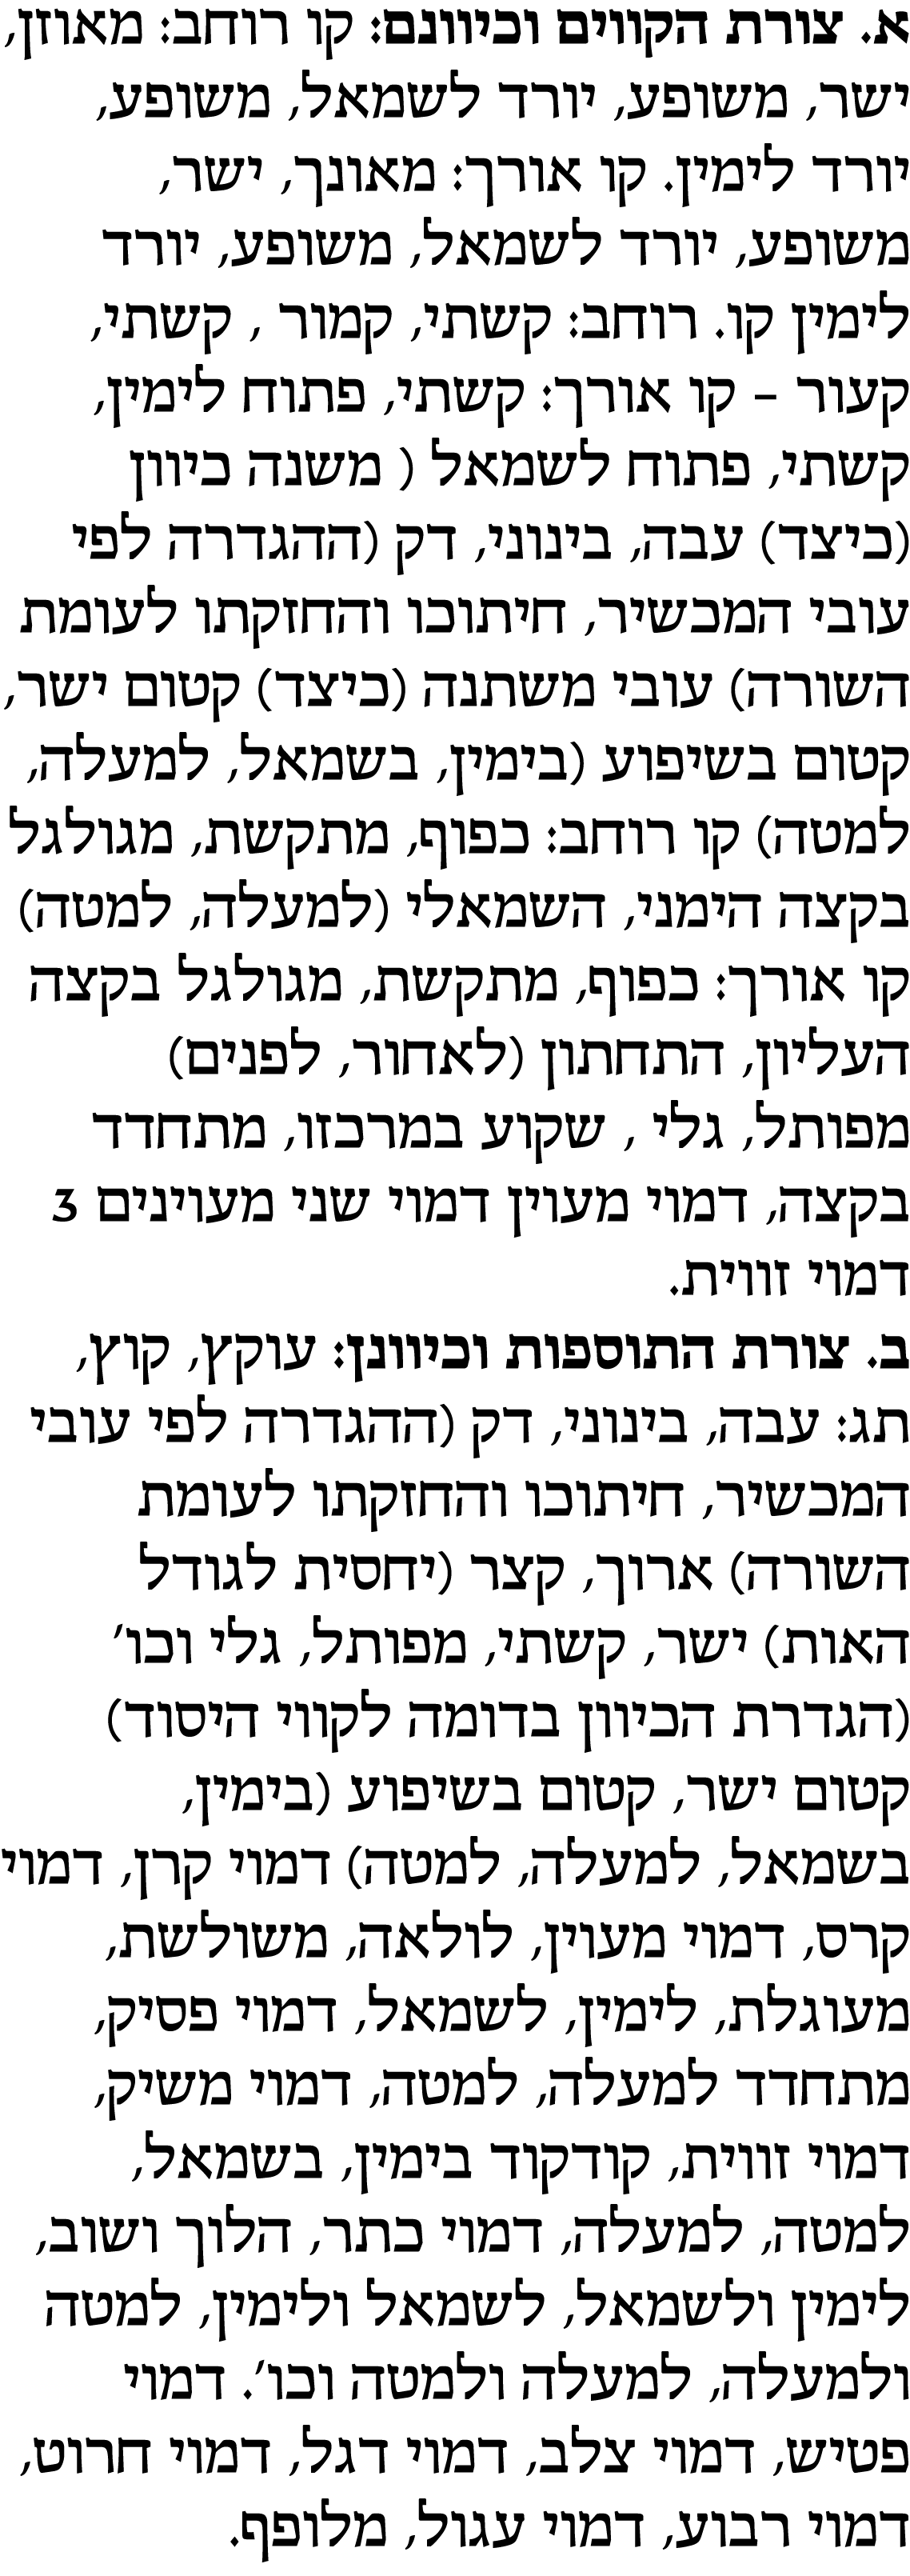 א. צורת הקווים וכיוונם: קו רוחב: מאוזן,
ישר, משופע, יורד לשמאל, משופע,
יורד לימין. קו אורך: מאונך, ישר,
משופע, יורד לשמאל, משופע, יורד
לימין קו. רוחב: קשתי, קמור , קשתי,
קעור – קו אורך: קשתי, פתוח לימין,
קשתי, פתוח לשמאל ( משנה כיוון
(כיצד) עבה, בינוני, דק (ההגדרה לפי
עובי המכשיר, חיתוכו והחזקתו לעומת
השורה) עובי משתנה (כיצד) קטום ישר,
קטום בשיפוע (בימין, בשמאל, למעלה,
למטה) קו רוחב: כפוף, מתקשת, מגולגל
בקצה הימני, השמאלי (למעלה, למטה)
קו אורך: כפוף, מתקשת, מגולגל בקצה
העליון, התחתון (לאחור, לפנים)
מפותל, גלי , שקוע במרכזו, מתחדד
בקצה, דמוי מעוין דמוי שני מעוינים 3
דמוי זווית.
ב. צורת התוספות וכיוונן: עוקץ, קוץ,
תג: עבה, בינוני, דק (ההגדרה לפי עובי
המכשיר, חיתוכו והחזקתו לעומת
השורה) ארוך, קצר (יחסית לגודל
האות) ישר, קשתי, מפותל, גלי וכו'
(הגדרת הכיוון בדומה לקווי היסוד)
קטום ישר, קטום בשיפוע (בימין,
בשמאל, למעלה, למטה) דמוי קרן, דמוי
קרס, דמוי מעוין, לולאה, משולשת,
מעוגלת, לימין, לשמאל, דמוי פסיק,
מתחדד למעלה, למטה, דמוי משיק,
דמוי זווית, קודקוד בימין, בשמאל,
למטה, למעלה, דמוי כתר, הלוך ושוב,
לימין ולשמאל, לשמאל ולימין, למטה
ולמעלה, למעלה ולמטה וכו'. דמוי
פטיש, דמוי צלב, דמוי דגל, דמוי חרוט,
דמוי רבוע, דמוי עגול, מלופף.